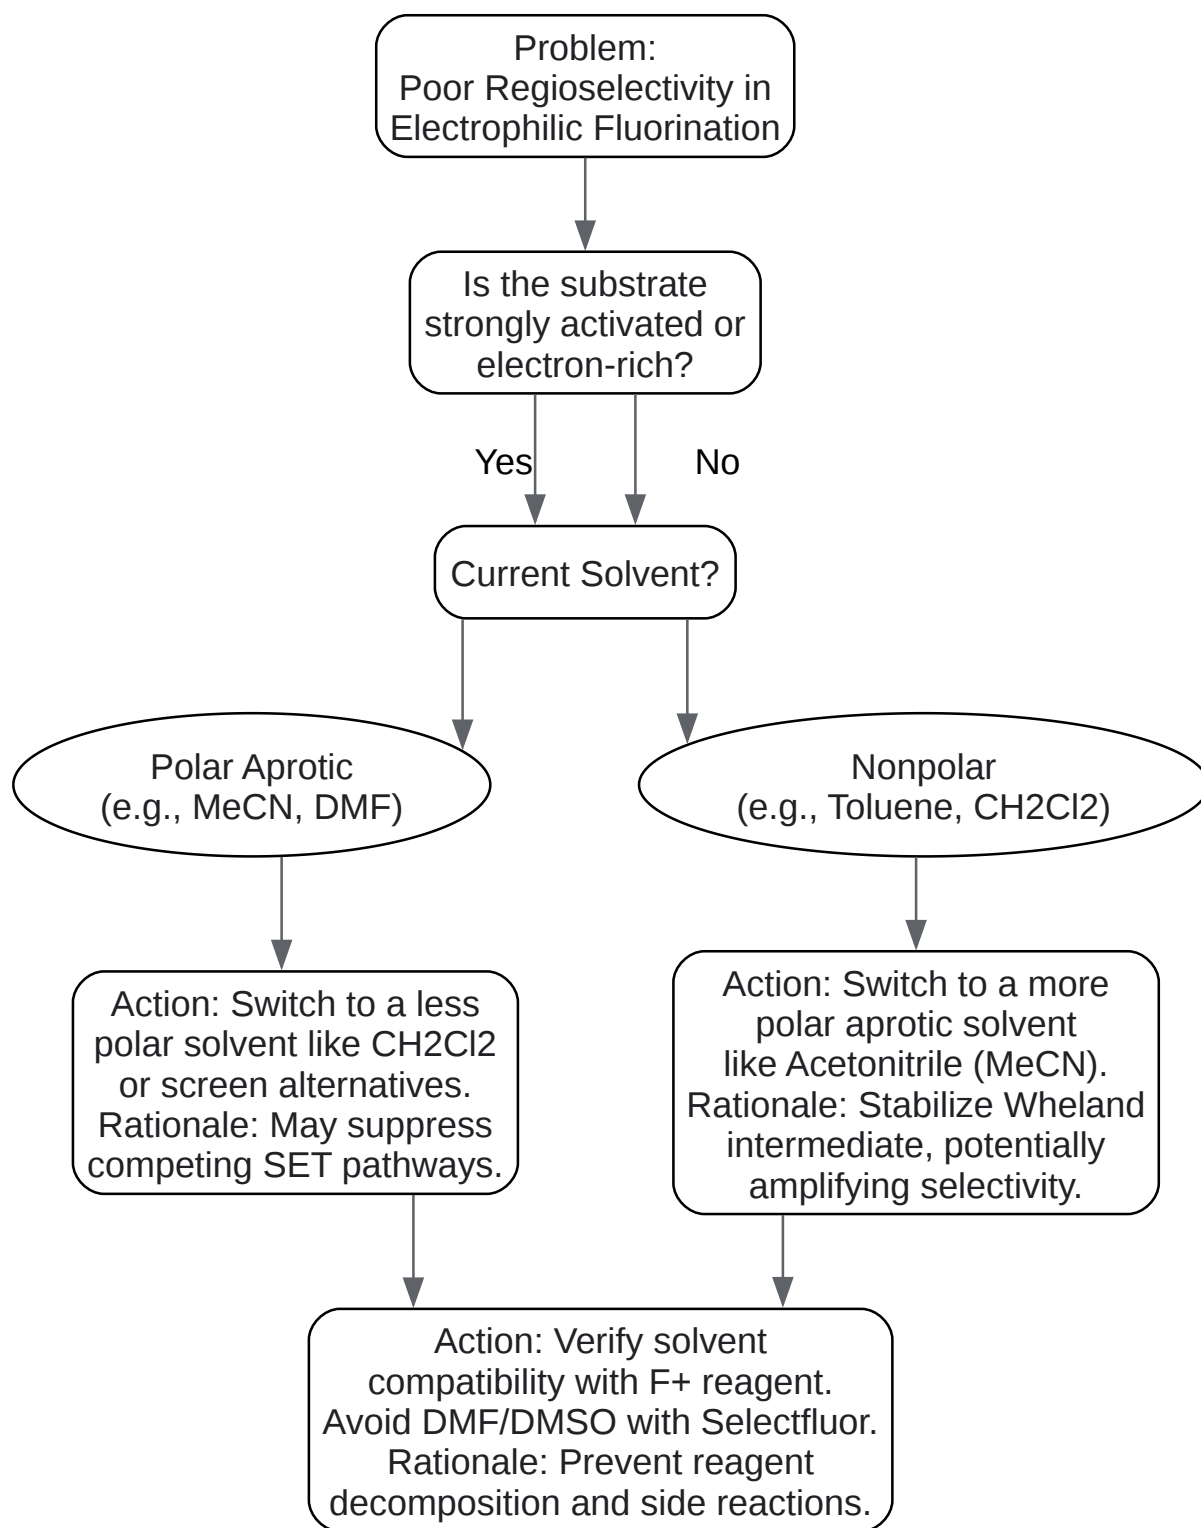 Problem:
Poor Regioselectivity in
Electrophilic Fluorination
Is the substrate
strongly activated or
electron-rich?
Yes
No
Current Solvent?
Polar Aprotic
(e.g., MeCN, DMF)
Nonpolar
(e.g., Toluene, CH2Cl2)
Action: Switch to a less
polar solvent like CH2Cl2
or screen alternatives.
Rationale: May suppress
competing SET pathways.
Action: Switch to a more
polar aprotic solvent
like Acetonitrile (MeCN).
Rationale: Stabilize Wheland
intermediate, potentially
amplifying selectivity.
Action: Verify solvent
compatibility with F+ reagent.
Avoid DMF/DMSO with Selectfluor.
Rationale: Prevent reagent
decomposition and side reactions.